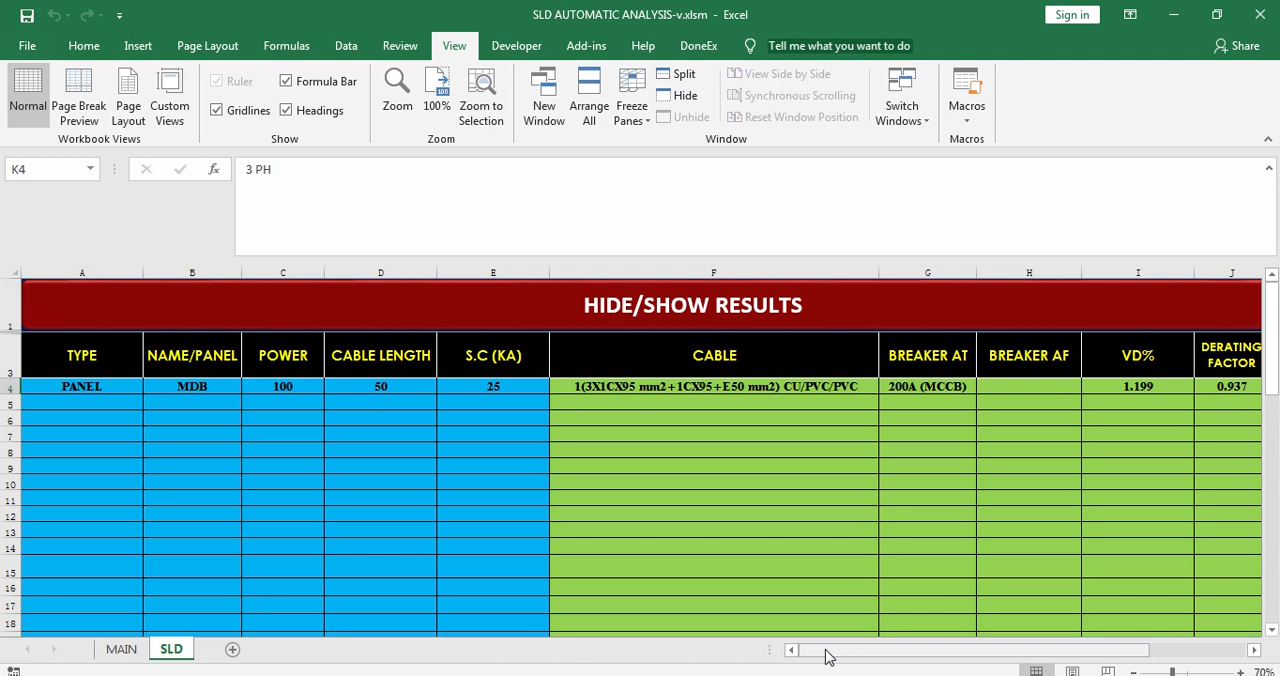 SLD AUTOMATIC ANALYSIS-v.xlsm - Excel
Sign in
File Home Insert Page Layout Formulas Data Review View Developer Add-ins Help DoneEx Tell me what you want to do Share
Normal Page Break Preview Page Layout Custom Views
Workbook Views
Ruler Formula Bar
Gridlines Headings
Show
Zoom 100% Zoom to Selection
Zoom
New Window Arrange All Freeze Panes
Split
Hide
Unhide
View Side by Side
Synchronous Scrolling
Reset Window Position
Switch Windows
Window
Macros
Macros
K4 fx 3 PH
A B C D E F G H I J
1 HIDE/SHOW RESULTS
3 TYPE NAME/PANEL POWER CABLE LENGTH S.C (KA) CABLE BREAKER AT BREAKER AF VD% DERATING FACTOR
4 PANEL MDB 100 50 25 1(3X1CX95 mm2+1CX95+E50 mm2) CU/PVC/PVC 200A (MCCB) 1.199 0.937
5
6
7
8
9
10
11
12
13
14
15
16
17
18
MAIN SLD
70%